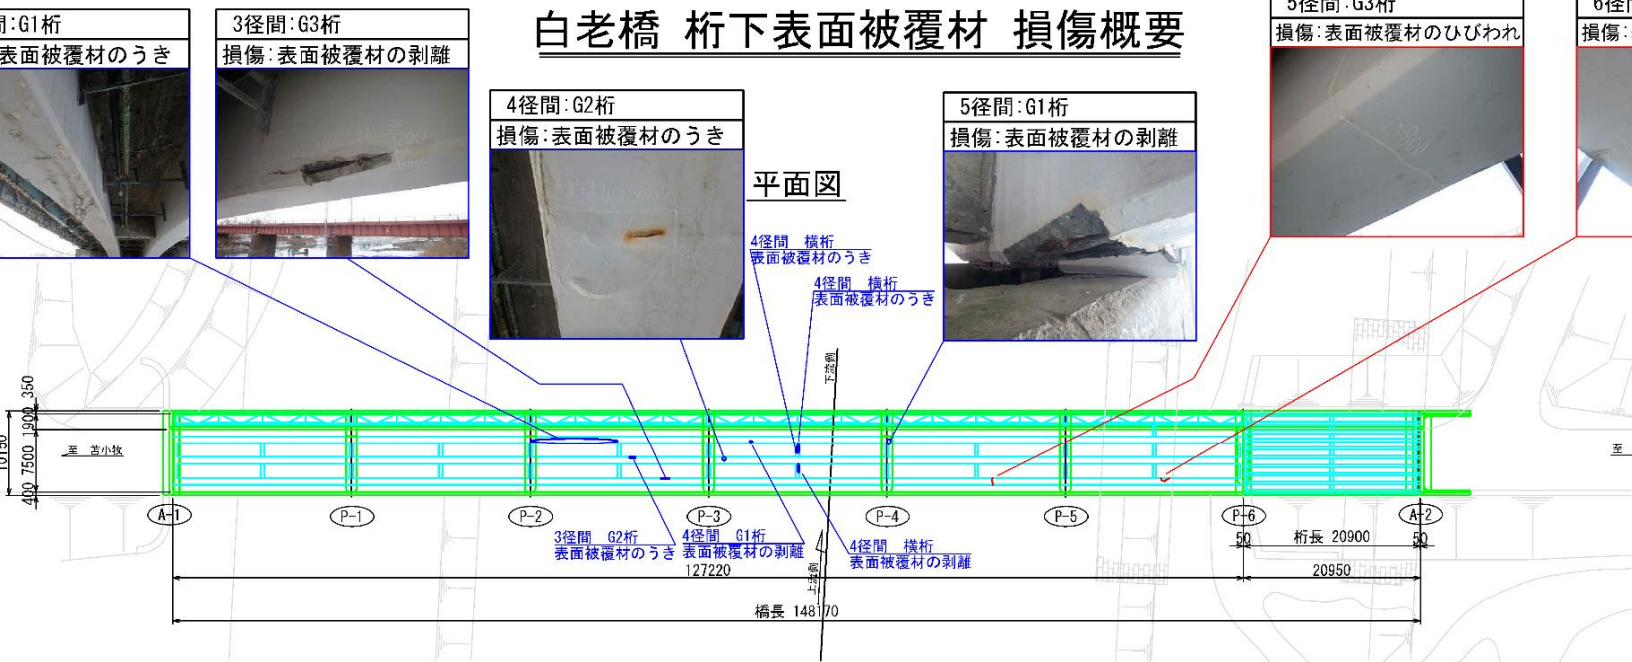 白老橋 桁下表面被覆材 損傷概要
間:G1桁
表面被覆材のうき
3径間:G3桁
損傷:表面被覆材の剥離
4径間:G2桁
損傷:表面被覆材のうき
5径間:G1桁
損傷:表面被覆材の剥離
5径間:G3桁
損傷:表面被覆材のひびわれ
6径間
損傷:
平面図
4径間 横桁
表面被覆材のうき
4径間 横桁
表面被覆材のうき
下流側
350
1900
7500
400
10150
至 苫小牧
至
A-1
P-1
P-2
P-3
P-4
P-5
P-6
A-2
3径間 G2桁
表面被覆材のうき
4径間 G1桁
表面被覆材の剥離
4径間 横桁
表面被覆材の剥離
上流側
50
桁長 20900
50
127220
20950
橋長 148170